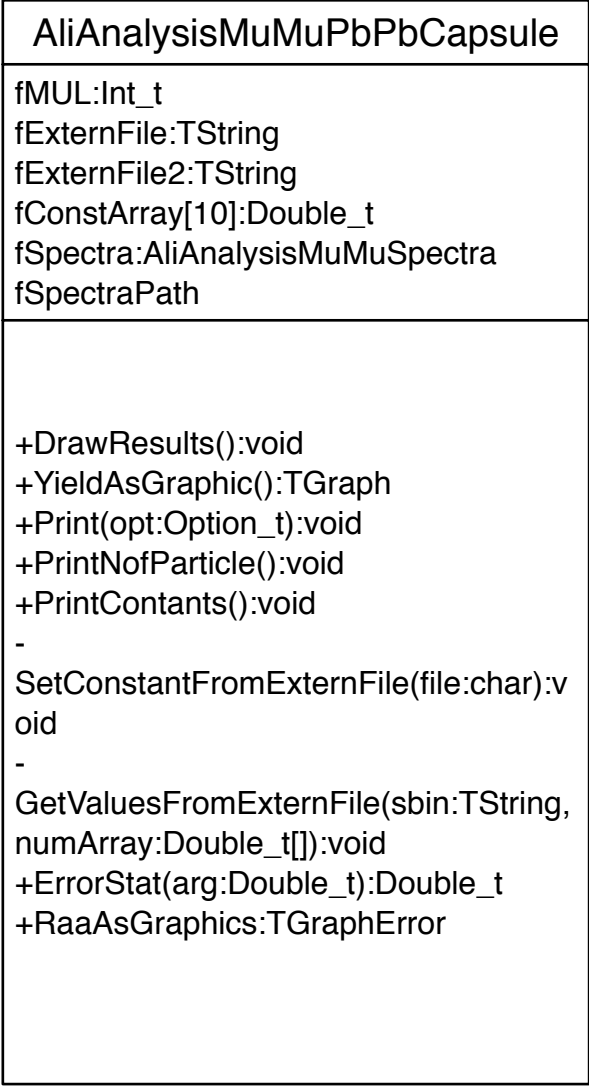 AliAnalysisMuMuPbPbCapsule
fMUL:Int_t
fExternFile:TString
fExternFile2:TString
fConstArray[10]:Double_t
fSpectra:AliAnalysisMuMuSpectra
fSpectraPath
+DrawResults():void
+YieldAsGraphic():TGraph
+Print(opt:Option_t):void
+PrintNofParticle():void
+PrintContants():void
-
SetConstantFromExternFile(file:char):v
oid
-
GetValuesFromExternFile(sbin:TString,
numArray:Double_t[]):void
+ErrorStat(arg:Double_t):Double_t
+RaaAsGraphics:TGraphError